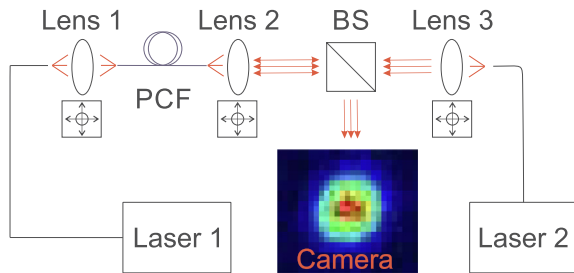 Lens 1
Lens 2
BS
Lens 3
PCF
Laser 1
Camera
Laser 2